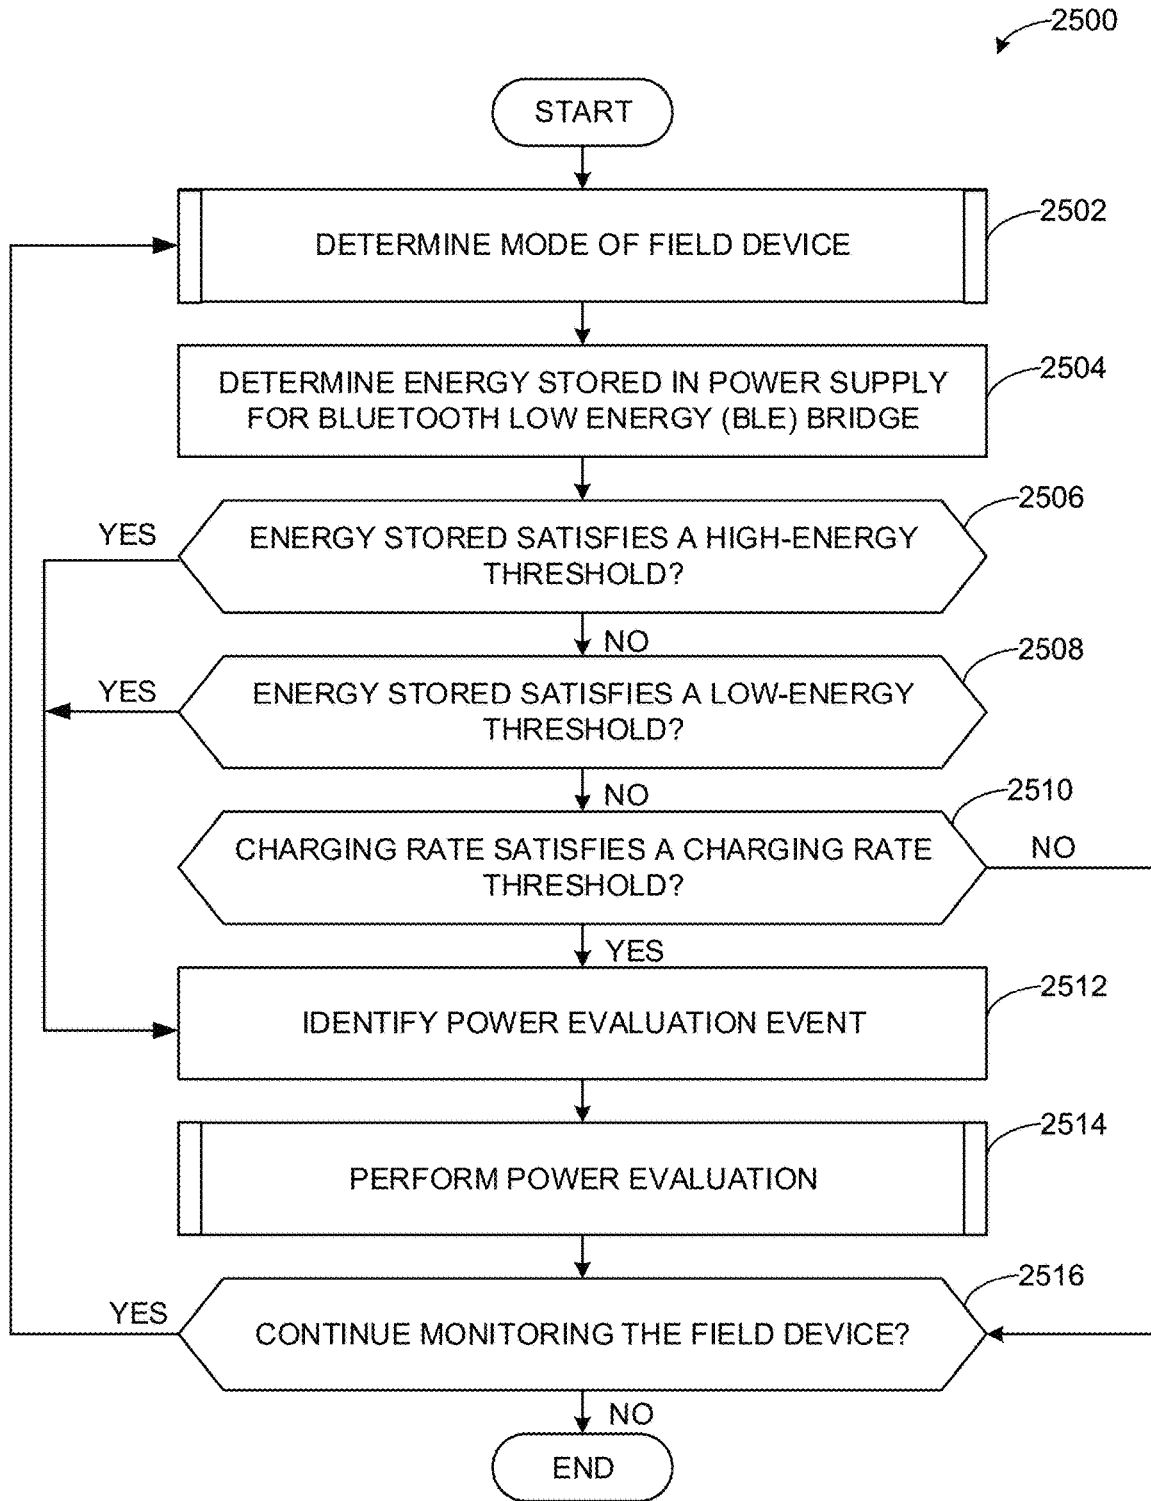 2500
START
2502
DETERMINE MODE OF FIELD DEVICE
2504
DETERMINE ENERGY STORED IN POWER SUPPLY
FOR BLUETOOTH LOW ENERGY (BLE) BRIDGE
2506
YES
ENERGY STORED SATISFIES A HIGH-ENERGY
THRESHOLD?
NO
2508
YES
ENERGY STORED SATISFIES A LOW-ENERGY
THRESHOLD?
NO
2510
CHARGING RATE SATISFIES A CHARGING RATE
THRESHOLD?
NO
YES
2512
IDENTIFY POWER EVALUATION EVENT
2514
PERFORM POWER EVALUATION
2516
YES
CONTINUE MONITORING THE FIELD DEVICE?
NO
END